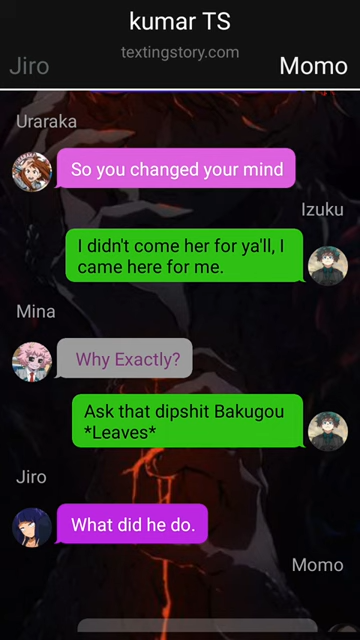 kumar TS
textingstory.com
Jiro
Momo
Uraraka
So you changed your mind
Izuku
I didn't come her for ya'll, I
came here for me.
Mina
Why Exactly?
Ask that dipshit Bakugou
*Leaves*
Jiro
What did he do.
Momo